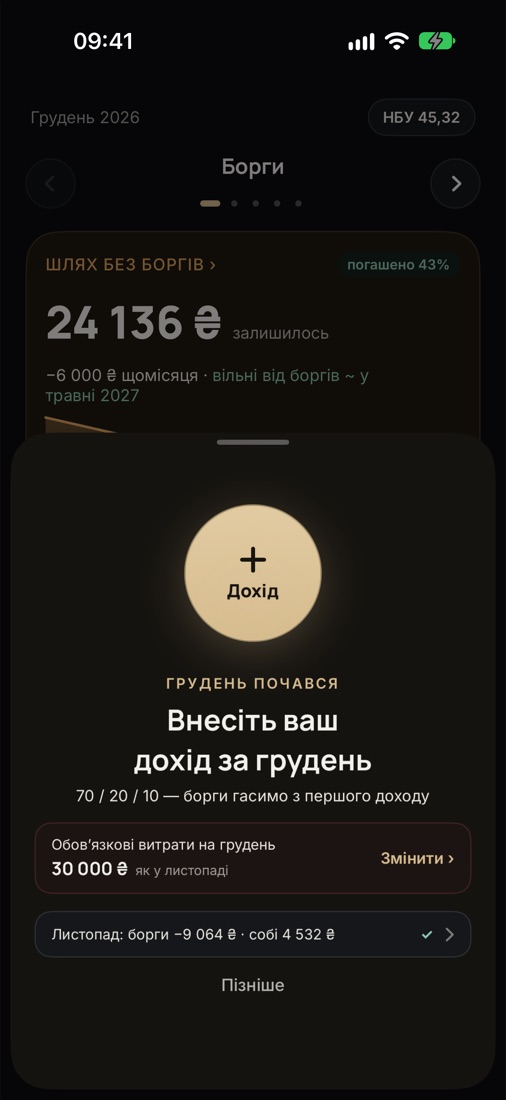 09:41
Грудень 2026
НБУ 45,32
Борги
ШЛЯХ БЕЗ БОРГІВ ›
погашено 43%
24 136 ₴ залишилось
−6 000 ₴ щомісяця · вільні від боргів ~ у
травні 2027
Дохід
ГРУДЕНЬ ПОЧАВСЯ
Внесіть ваш
дохід за грудень
70 / 20 / 10 — борги гасимо з першого доходу
Обов’язкові витрати на грудень
30 000 ₴ як у листопаді
Змінити ›
Листопад: борги −9 064 ₴ · собі 4 532 ₴
Пізніше